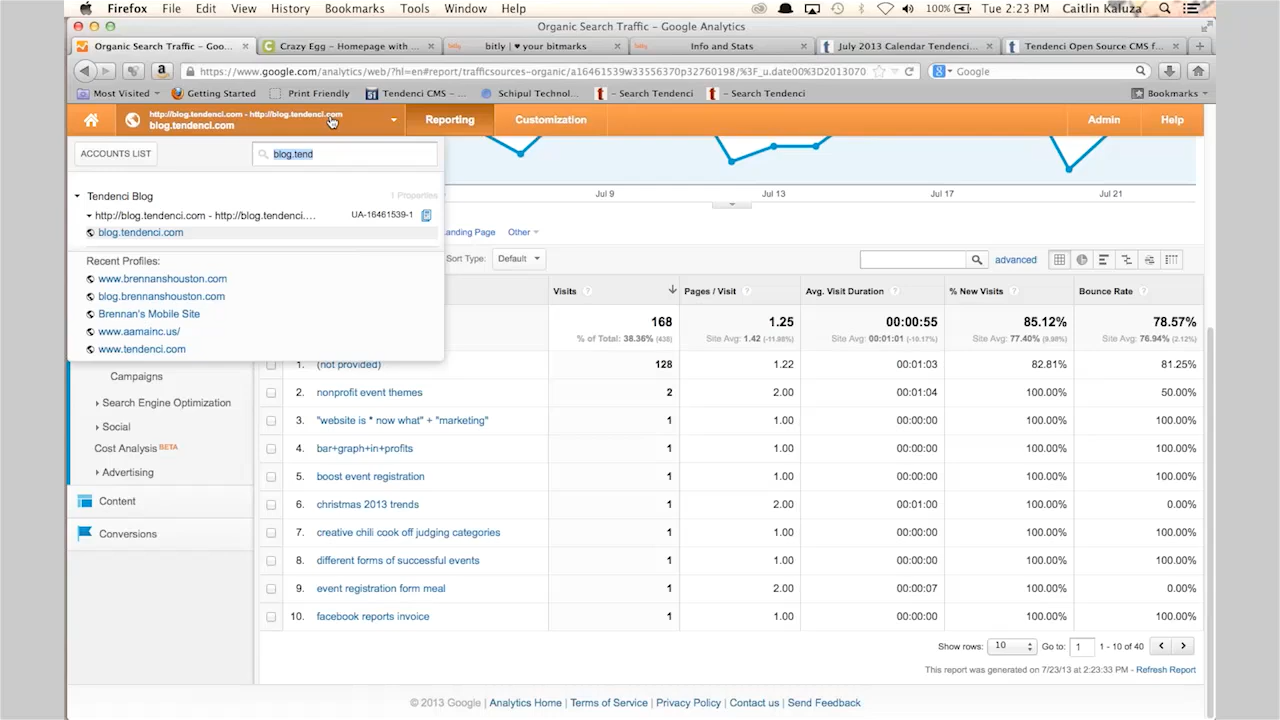 Firefox File Edit View History Bookmarks Tools Window Help 100% Tue 2:23 PM Caitlin Kaluza
Organic Search Traffic – Google Analytics
Organic Search Traffic – Goo... Crazy Egg – Homepage with ... bitly | ♥ your bitmarks Info and Stats July 2013 Calendar Tendenci... Tendenci Open Source CMS f...
https://www.google.com/analytics/web/?hl=en#report/trafficsources-organic/a16461539w33556370p32760198/%3F_u.date00%3D2013070 Google
Most Visited Getting Started Print Friendly Tendenci CMS – ... Schipul Technol... – Search Tendenci – Search Tendenci Bookmarks
http://blog.tendenci.com - http://blog.tendenci.com
blog.tendenci.com
Reporting Customization Admin Help
ACCOUNTS LIST blog.tend
Jul 9 Jul 13 Jul 17 Jul 21
Tendenci Blog 1 Properties
http://blog.tendenci.com - http://blog.tendenci.... UA-16461539-1
blog.tendenci.com
anding Page Other
Recent Profiles:
www.brennanshouston.com
blog.brennanshouston.com
Brennan's Mobile Site
www.aamainc.us/
www.tendenci.com
Sort Type: Default advanced
Visits Pages / Visit Avg. Visit Duration % New Visits Bounce Rate
168 1.25 00:00:55 85.12% 78.57%
% of Total: 38.36% (438) Site Avg: 1.42 (-11.98%) Site Avg: 00:01:01 (-10.17%) Site Avg: 77.40% (9.98%) Site Avg: 76.94% (2.12%)
1. (not provided) 128 1.22 00:01:03 82.81% 81.25%
2. nonprofit event themes 2 2.00 00:01:04 100.00% 50.00%
3. "website is * now what" + "marketing" 1 1.00 00:00:00 100.00% 100.00%
4. bar+graph+in+profits 1 1.00 00:00:00 100.00% 100.00%
5. boost event registration 1 1.00 00:00:00 100.00% 100.00%
6. christmas 2013 trends 1 2.00 00:01:00 100.00% 0.00%
7. creative chili cook off judging categories 1 1.00 00:00:00 100.00% 100.00%
8. different forms of successful events 1 1.00 00:00:00 100.00% 100.00%
9. event registration form meal 1 2.00 00:00:07 100.00% 0.00%
10. facebook reports invoice 1 1.00 00:00:00 100.00% 100.00%
Campaigns
Search Engine Optimization
Social
Cost Analysis BETA
Advertising
Content
Conversions
Show rows: 10 Go to: 1 1 - 10 of 40
This report was generated on 7/23/13 at 2:23:33 PM - Refresh Report
© 2013 Google | Analytics Home | Terms of Service | Privacy Policy | Contact us | Send Feedback